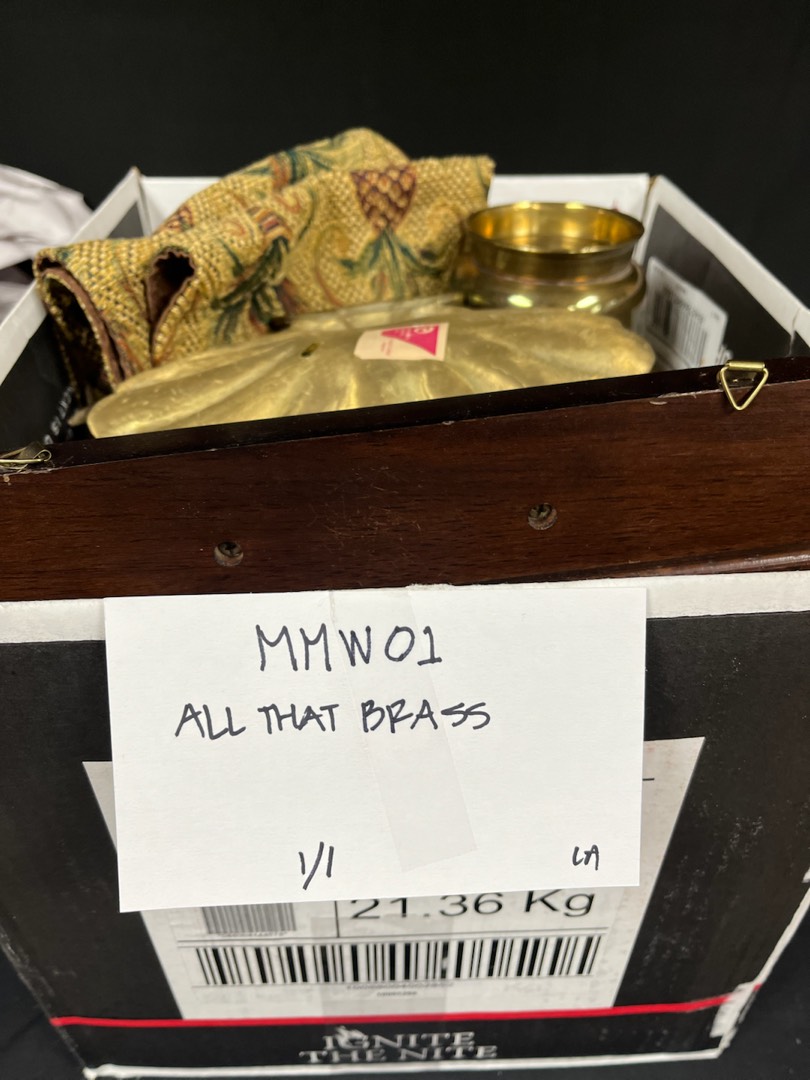 MMW01
ALL THAT BRASS
1/1
LA
21.36 Kg
IGNITE
THE NITE